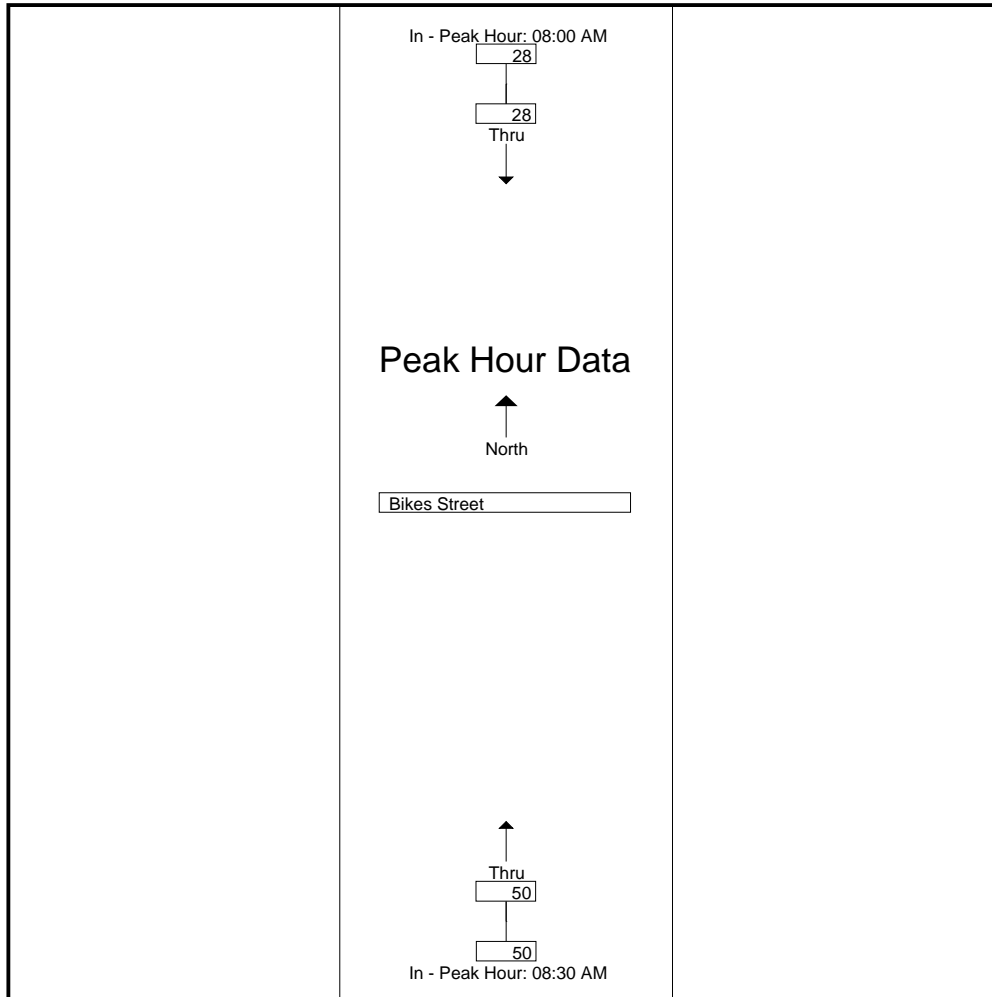 In - Peak Hour: 08:00 AM
28
28
Thru
Peak Hour Data
North
Bikes Street
Thru
50
50
In - Peak Hour: 08:30 AM